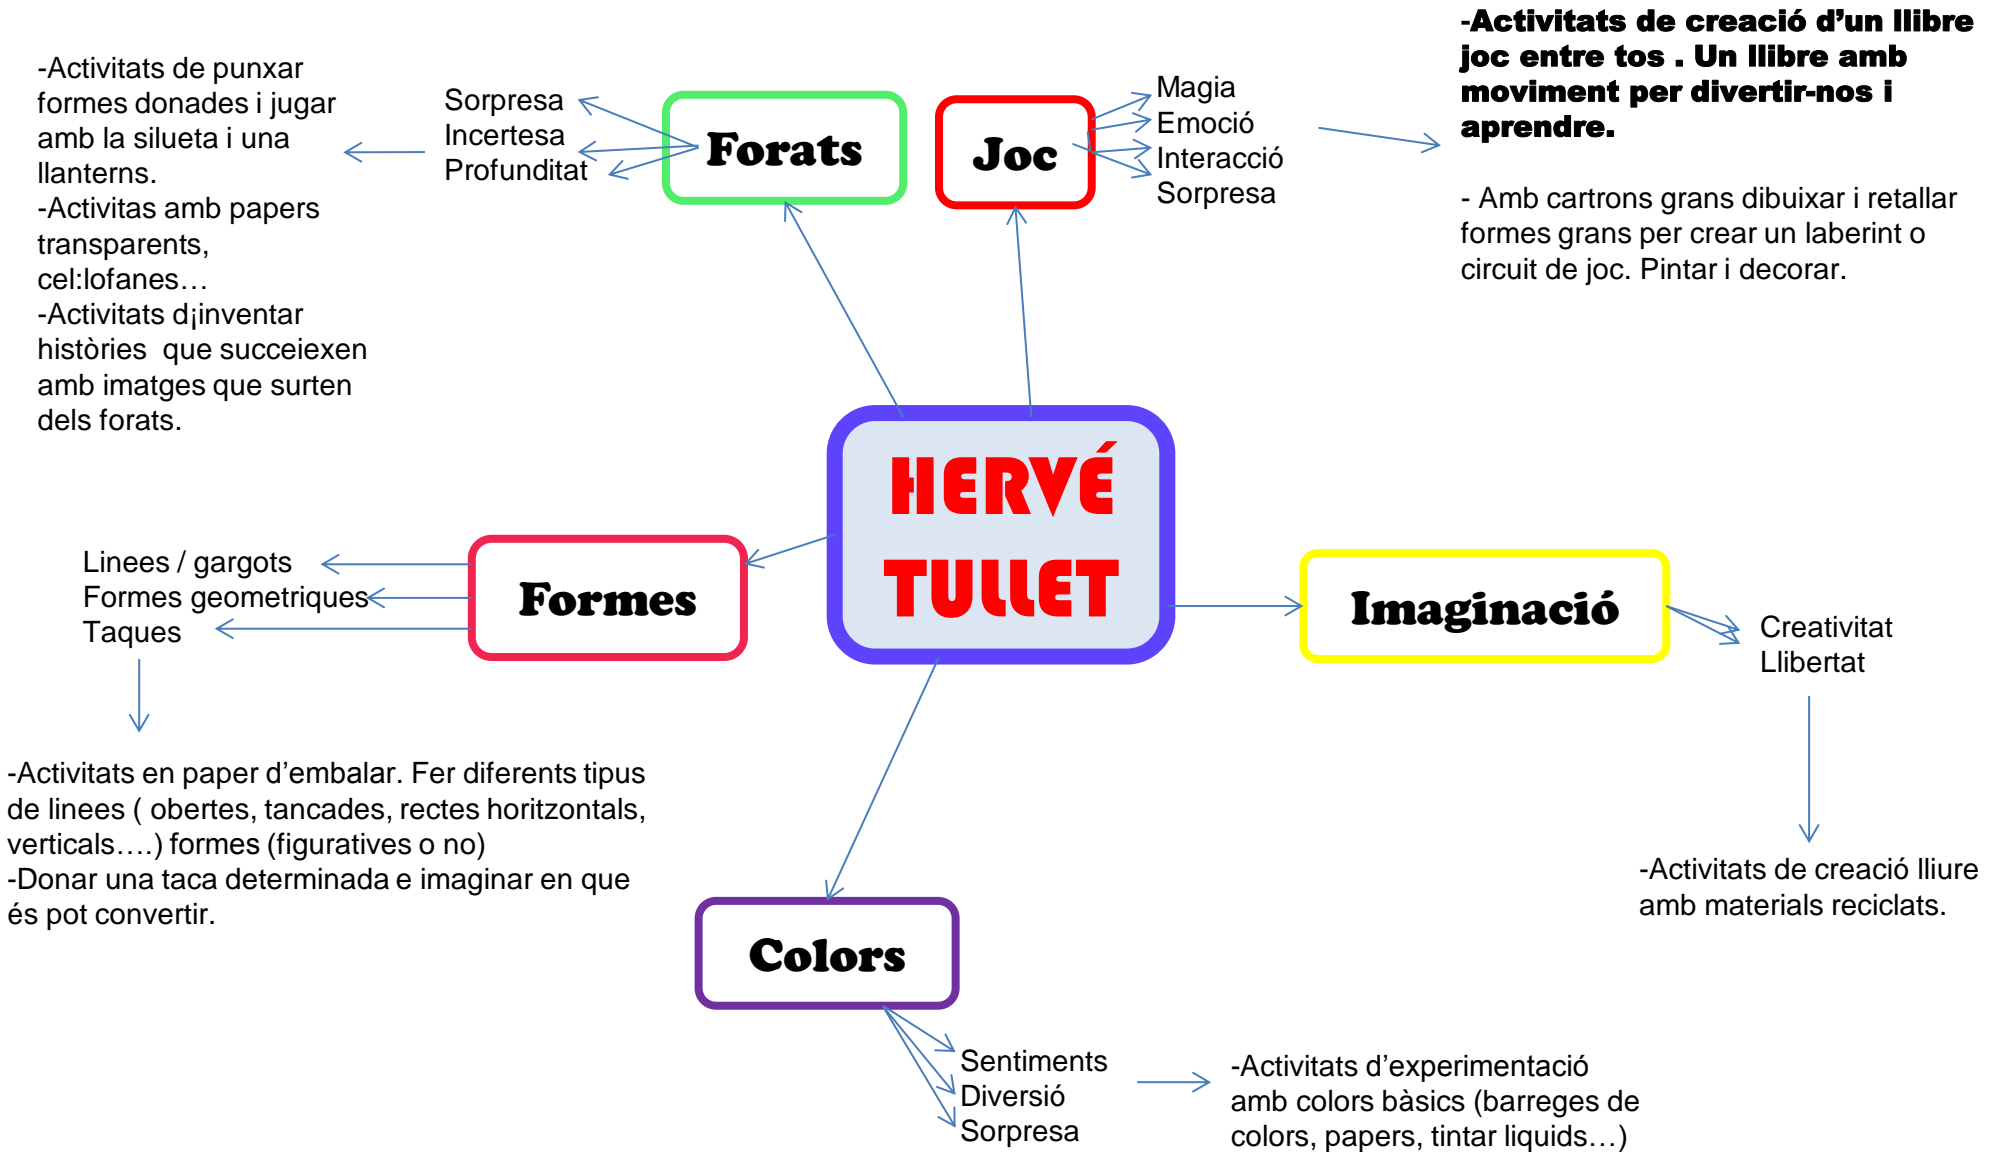 -Activitats de punxar
formes donades i jugar
amb la silueta i una
llanterns.
-Activitas amb papers
transparents,
cel:lofanes…
-Activitats d¡inventar
històries  que succeiexen
amb imatges que surten
dels forats.
Sorpresa
Incertesa
Profunditat
Forats
Joc
Magia
Emoció
Interacció
Sorpresa
-Activitats de creació d’un llibre
joc entre tos . Un llibre amb
moviment per divertir-nos i
aprendre.
- Amb cartrons grans dibuixar i retallar
formes grans per crear un laberint o
circuit de joc. Pintar i decorar.
HERVÉ
TULLET
Linees / gargots
Formes geometriques
Taques
Formes
Imaginació
Creativitat
Llibertat
-Activitats en paper d’embalar. Fer diferents tipus
de linees ( obertes, tancades, rectes horitzontals,
verticals….) formes (figuratives o no)
-Donar una taca determinada e imaginar en que
és pot convertir.
-Activitats de creació lliure
amb materials reciclats.
Colors
Sentiments
Diversió
Sorpresa
-Activitats d’experimentació
amb colors bàsics (barreges de
colors, papers, tintar liquids…)